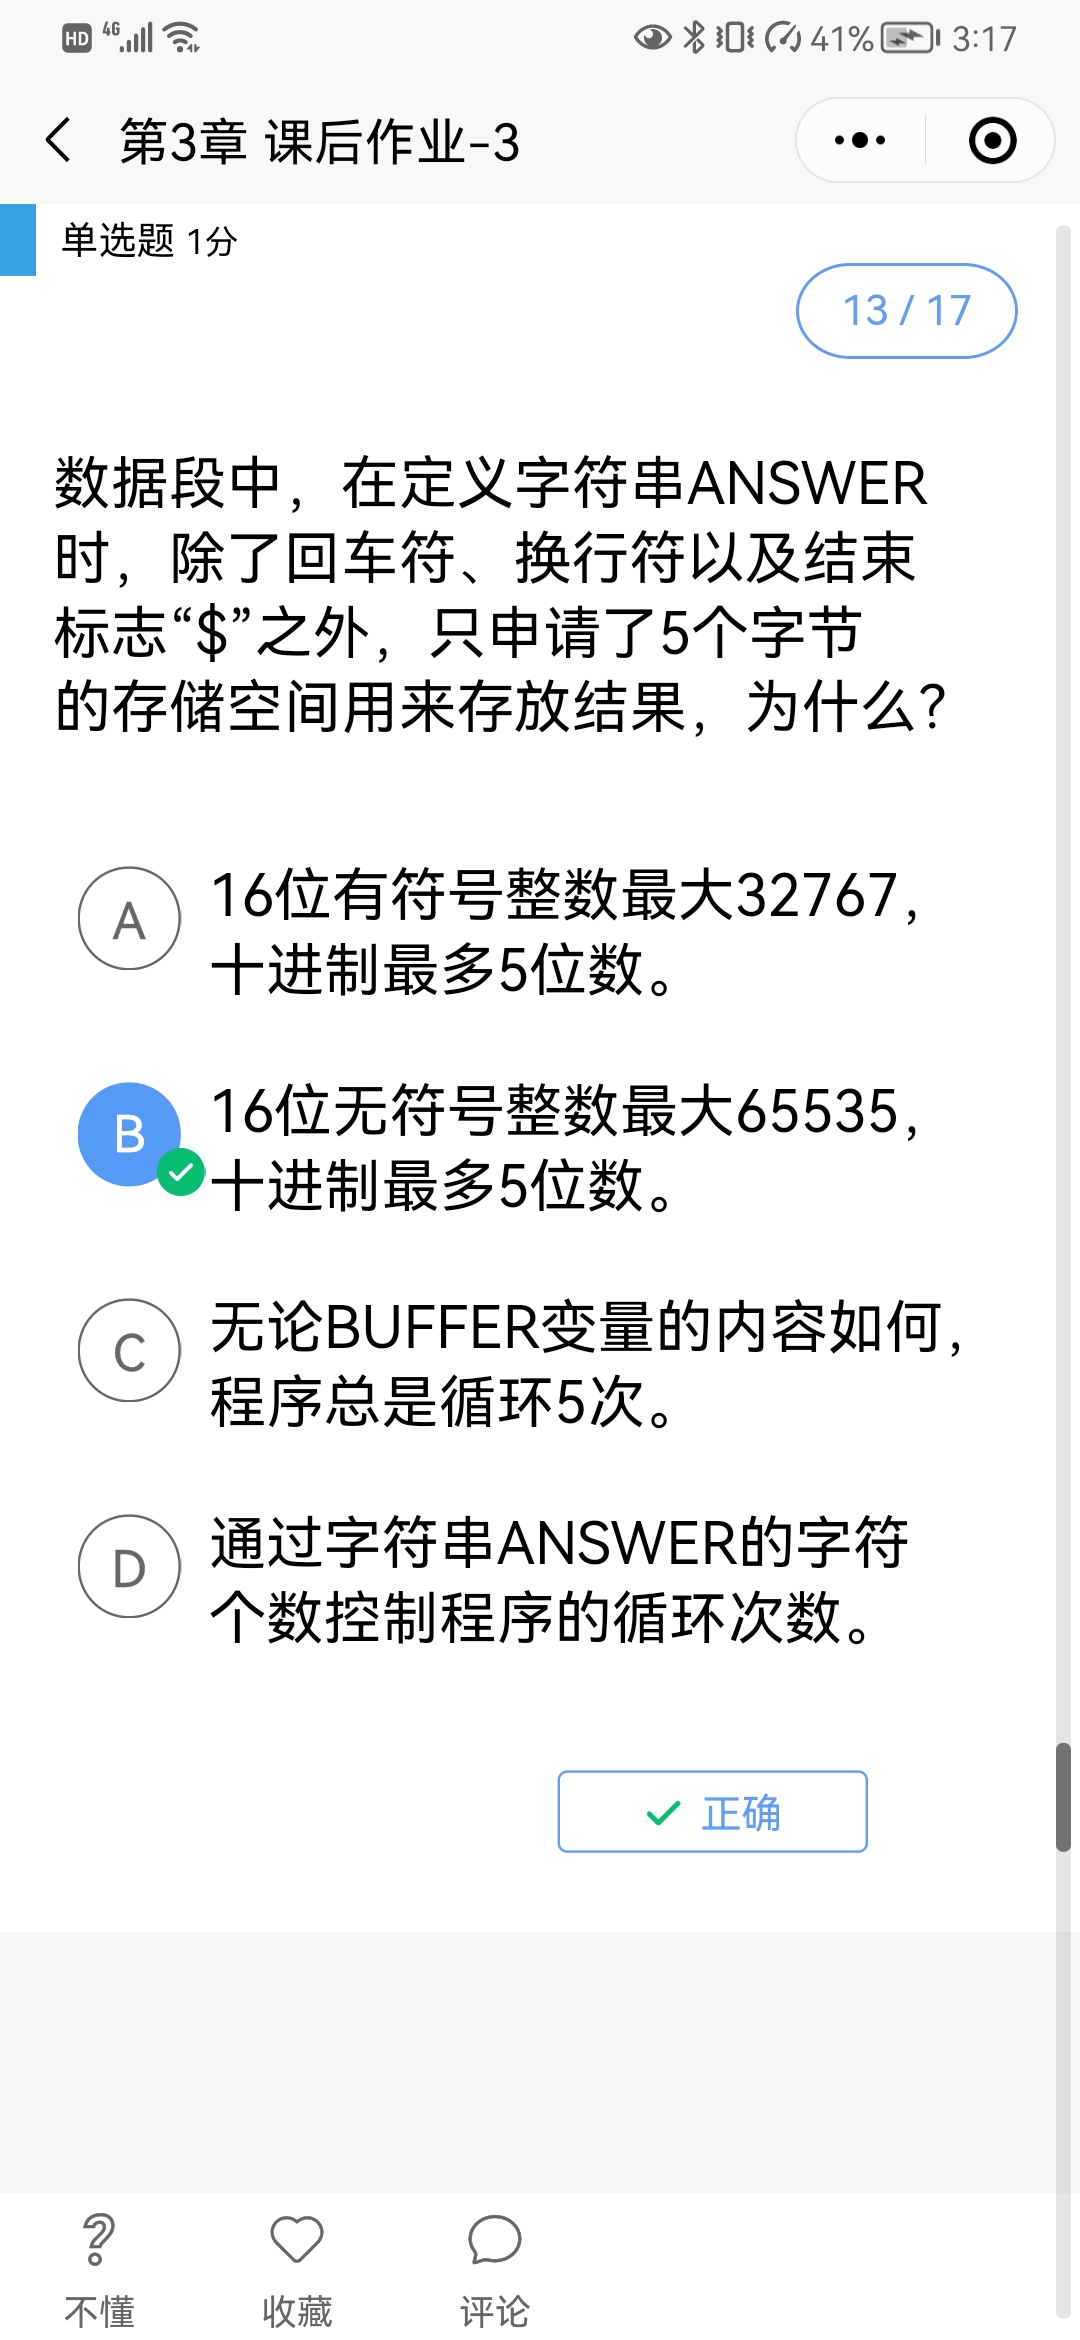 HD 4G 41% 3:17
第3章 课后作业-3
单选题 1分
13 / 17
数据段中，在定义字符串ANSWER
时，除了回车符、换行符以及结束
标志“$”之外，只申请了5个字节
的存储空间用来存放结果，为什么？
A 16位有符号整数最大32767，
十进制最多5位数。
B 16位无符号整数最大65535，
十进制最多5位数。
C 无论BUFFER变量的内容如何，
程序总是循环5次。
D 通过字符串ANSWER的字符
个数控制程序的循环次数。
正确
不懂 收藏 评论